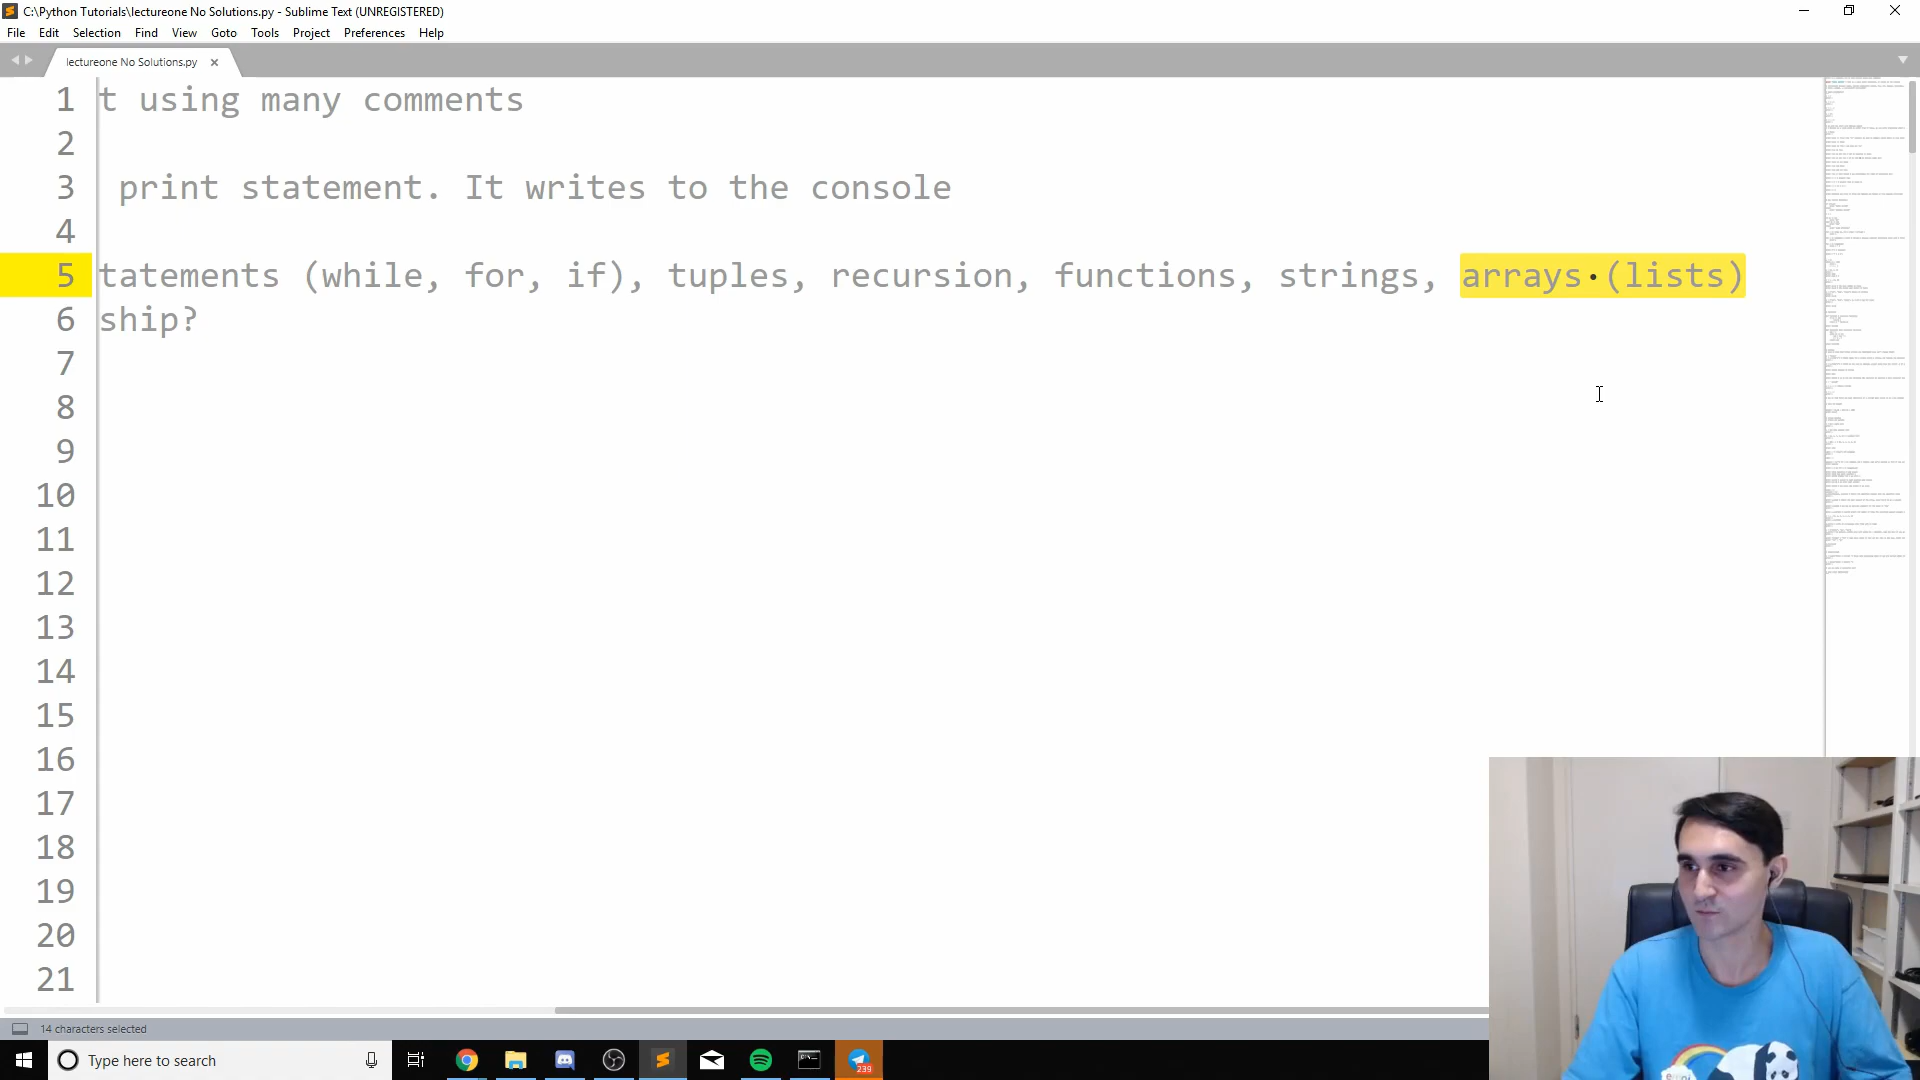 C:\Python Tutorials\lectureone No Solutions.py - Sublime Text (UNREGISTERED)
File Edit Selection Find View Goto Tools Project Preferences Help
lectureone No Solutions.py
1 t using many comments
2
3 print statement. It writes to the console
4
5 tatements (while, for, if), tuples, recursion, functions, strings, arrays·(lists)
6 ship?
7
8
9
10
11
12
13
14
15
16
17
18
19
20
21
14 characters selected
Type here to search
239